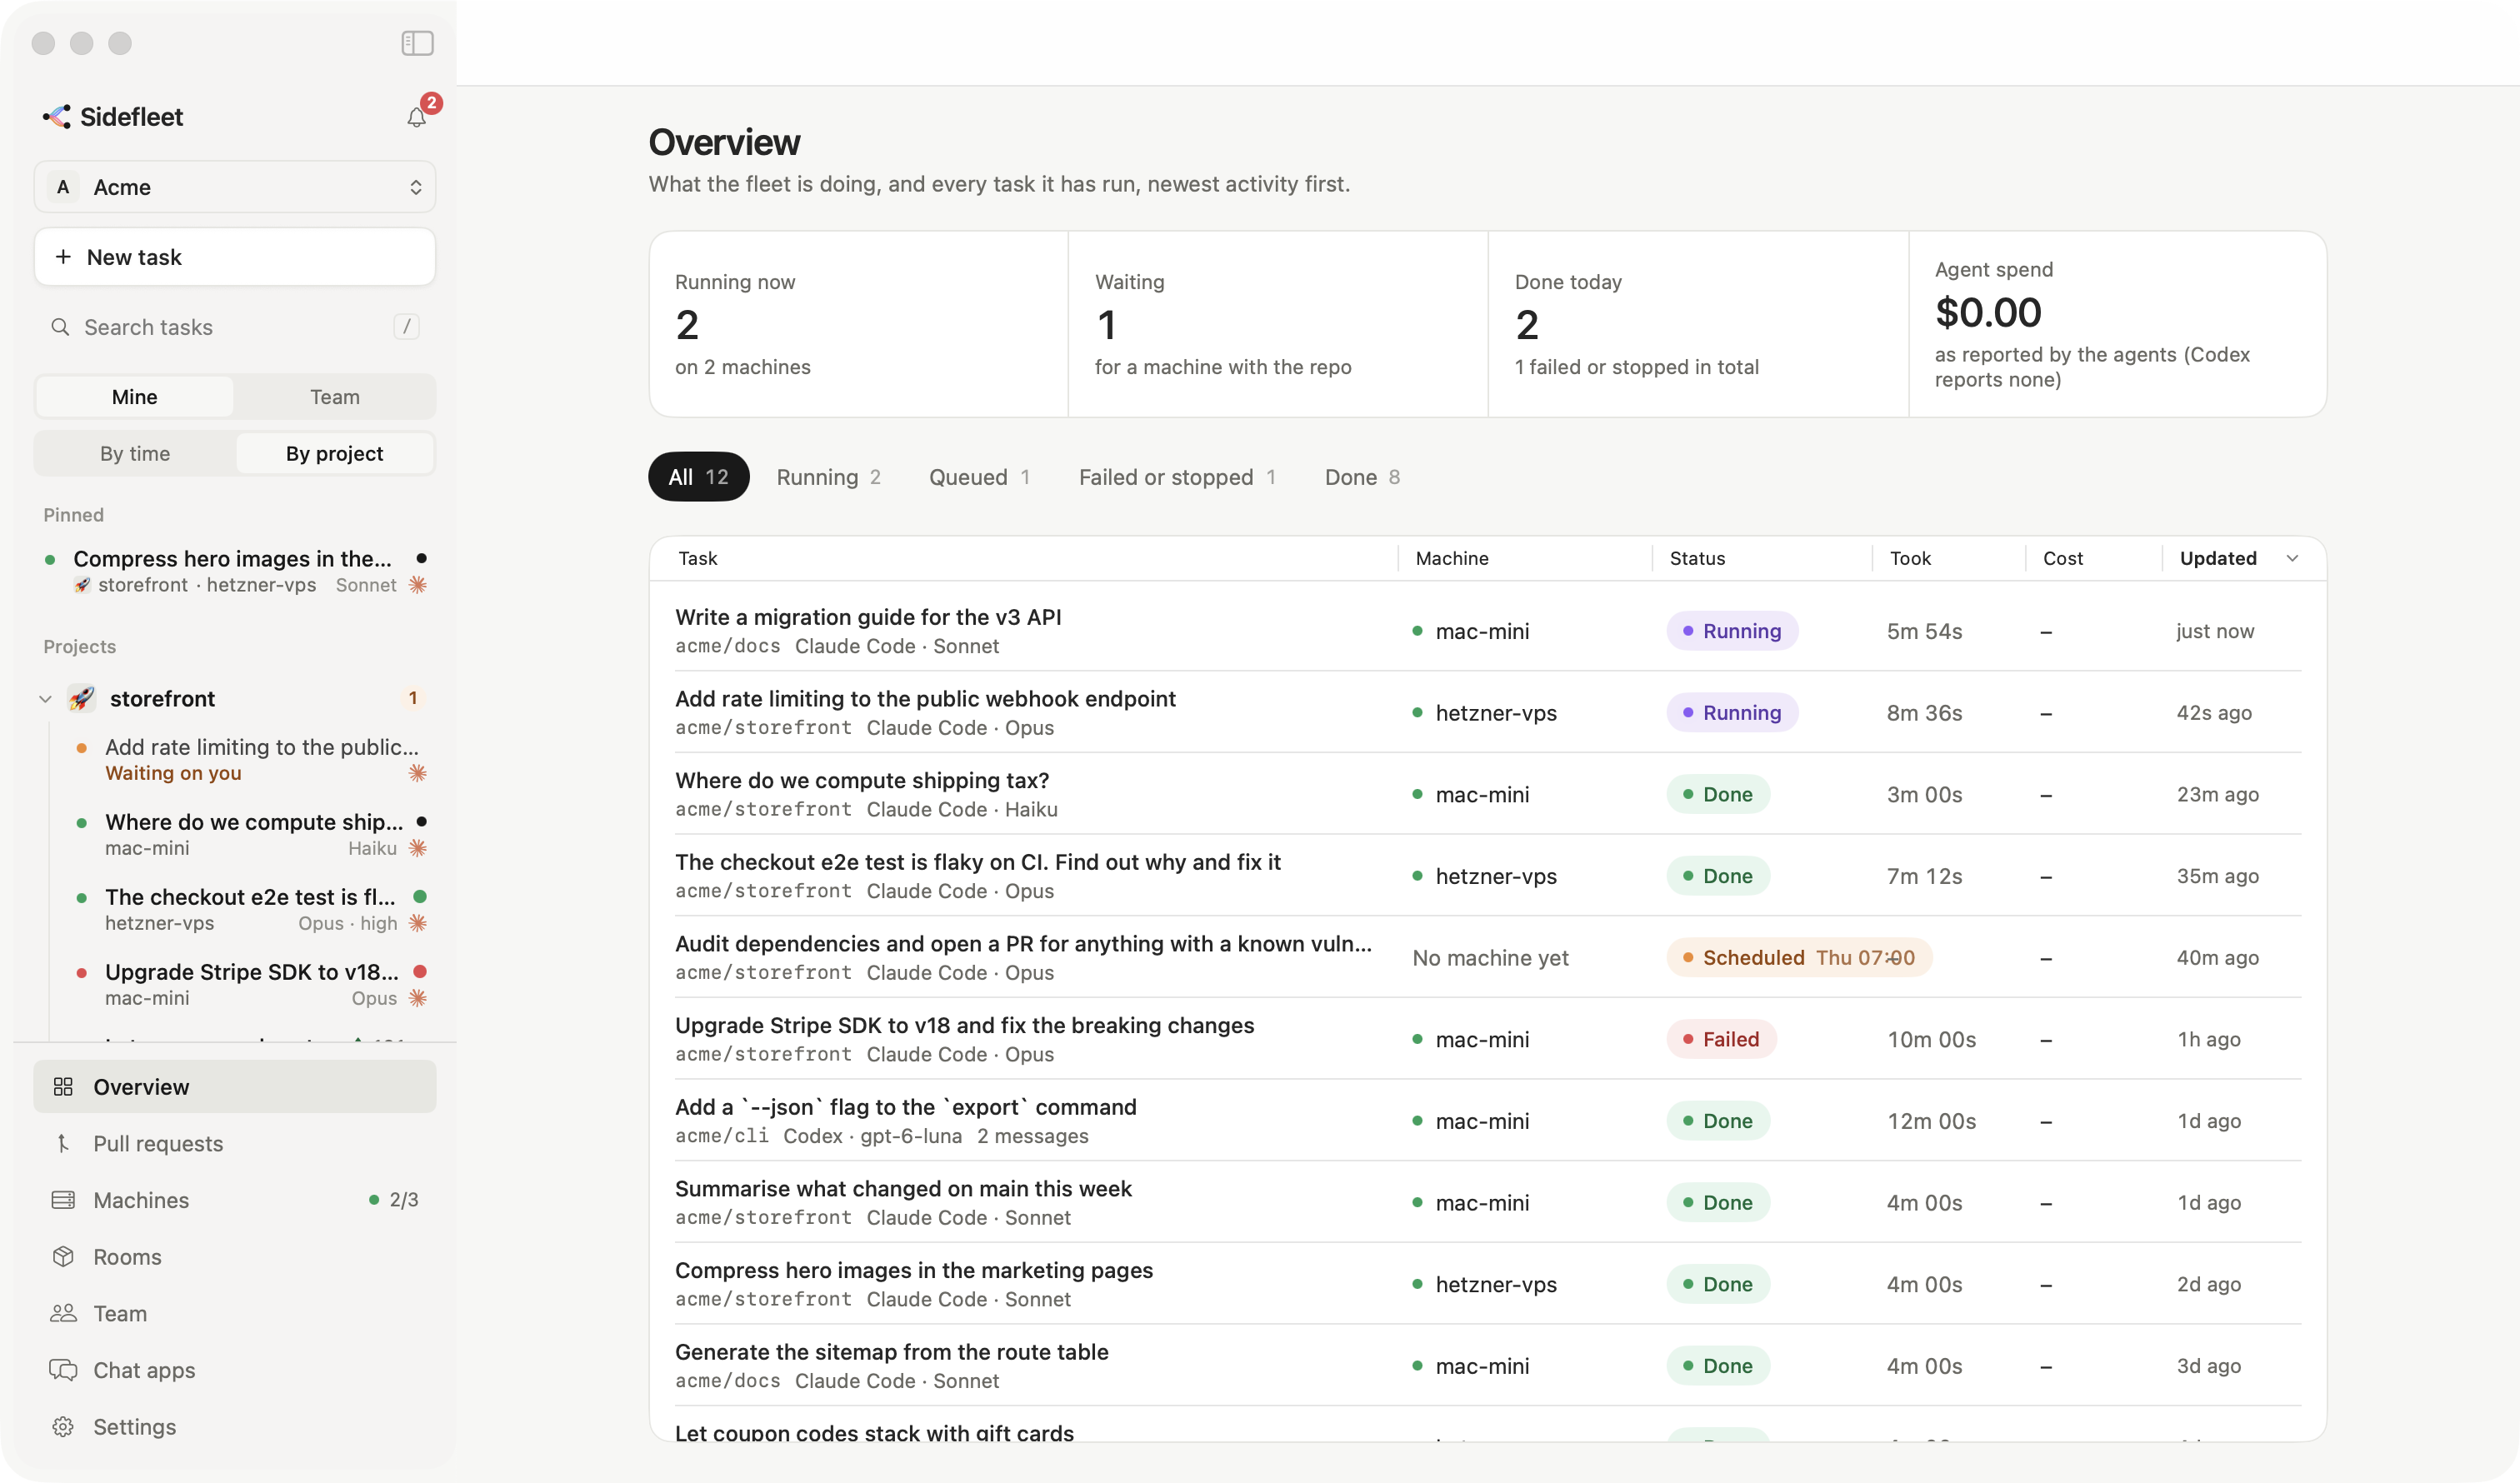 Sidefleet
2
A Acme
+ New task
Search tasks /
Mine Team
By time By project
Pinned
Compress hero images in the...
storefront · hetzner-vps Sonnet
Projects
storefront 1
Add rate limiting to the public...
Waiting on you
Where do we compute ship...
mac-mini Haiku
The checkout e2e test is fl...
hetzner-vps Opus · high
Upgrade Stripe SDK to v18...
mac-mini Opus
Overview
Pull requests
Machines 2/3
Rooms
Team
Chat apps
Settings
Overview
What the fleet is doing, and every task it has run, newest activity first.
Running now
2
on 2 machines
Waiting
1
for a machine with the repo
Done today
2
1 failed or stopped in total
Agent spend
$0.00
as reported by the agents (Codex
reports none)
All 12 Running 2 Queued 1 Failed or stopped 1 Done 8
Task Machine Status Took Cost Updated
Write a migration guide for the v3 API
acme/docs Claude Code · Sonnet
mac-mini Running 5m 54s – just now
Add rate limiting to the public webhook endpoint
acme/storefront Claude Code · Opus
hetzner-vps Running 8m 36s – 42s ago
Where do we compute shipping tax?
acme/storefront Claude Code · Haiku
mac-mini Done 3m 00s – 23m ago
The checkout e2e test is flaky on CI. Find out why and fix it
acme/storefront Claude Code · Opus
hetzner-vps Done 7m 12s – 35m ago
Audit dependencies and open a PR for anything with a known vuln...
acme/storefront Claude Code · Opus
No machine yet Scheduled Thu 07:00 – – 40m ago
Upgrade Stripe SDK to v18 and fix the breaking changes
acme/storefront Claude Code · Opus
mac-mini Failed 10m 00s – 1h ago
Add a `--json` flag to the `export` command
acme/cli Codex · gpt-6-luna 2 messages
mac-mini Done 12m 00s – 1d ago
Summarise what changed on main this week
acme/storefront Claude Code · Sonnet
mac-mini Done 4m 00s – 1d ago
Compress hero images in the marketing pages
acme/storefront Claude Code · Sonnet
hetzner-vps Done 4m 00s – 2d ago
Generate the sitemap from the route table
acme/docs Claude Code · Sonnet
mac-mini Done 4m 00s – 3d ago
Let coupon codes stack with gift cards